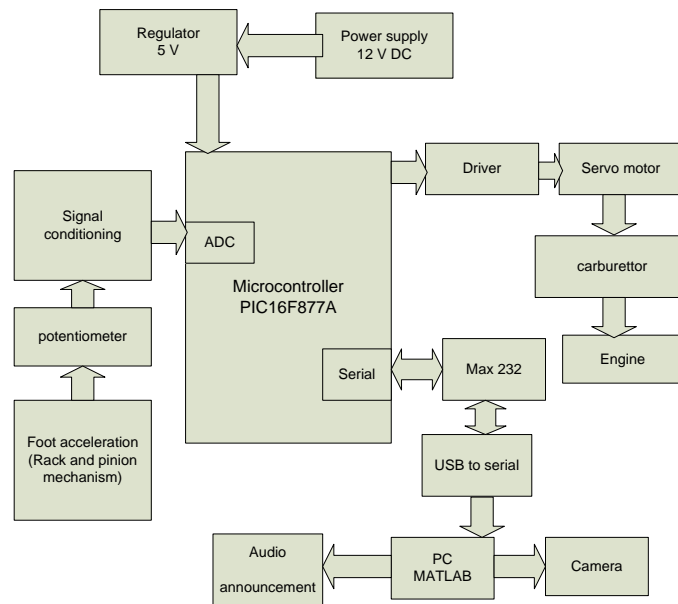 Regulator
5 V
Power supply
12 V DC
Driver
Servo motor
Signal
conditioning
ADC
carburettor
Microcontroller
PIC16F877A
potentiometer
Engine
Serial
Max 232
Foot acceleration
(Rack and pinion
mechanism)
USB to serial
Audio
announcement
PC
MATLAB
Camera